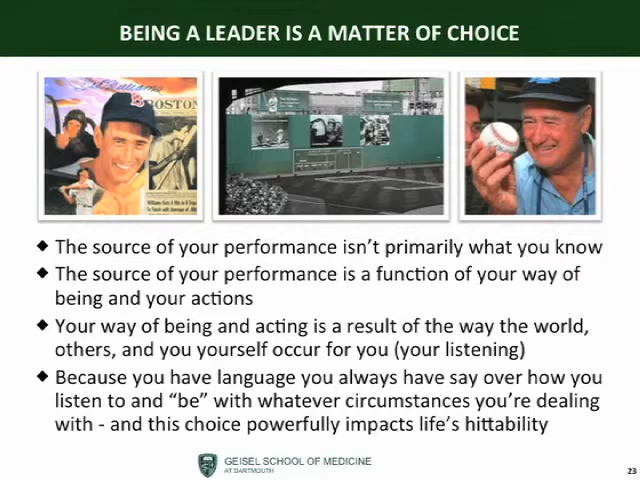 BEING A LEADER IS A MATTER OF CHOICE
BOSTON
The source of your performance isn't primarily what you know
The source of your performance is a function of your way of
being and your actions
Your way of being and acting is a result of the way the world,
others, and you yourself occur for you (your listening)
Because you have language you always have say over how you
listen to and “be” with whatever circumstances you're dealing
with - and this choice powerfully impacts life's hittability
GEISEL SCHOOL OF MEDICINE
AT DARTMOUTH
23